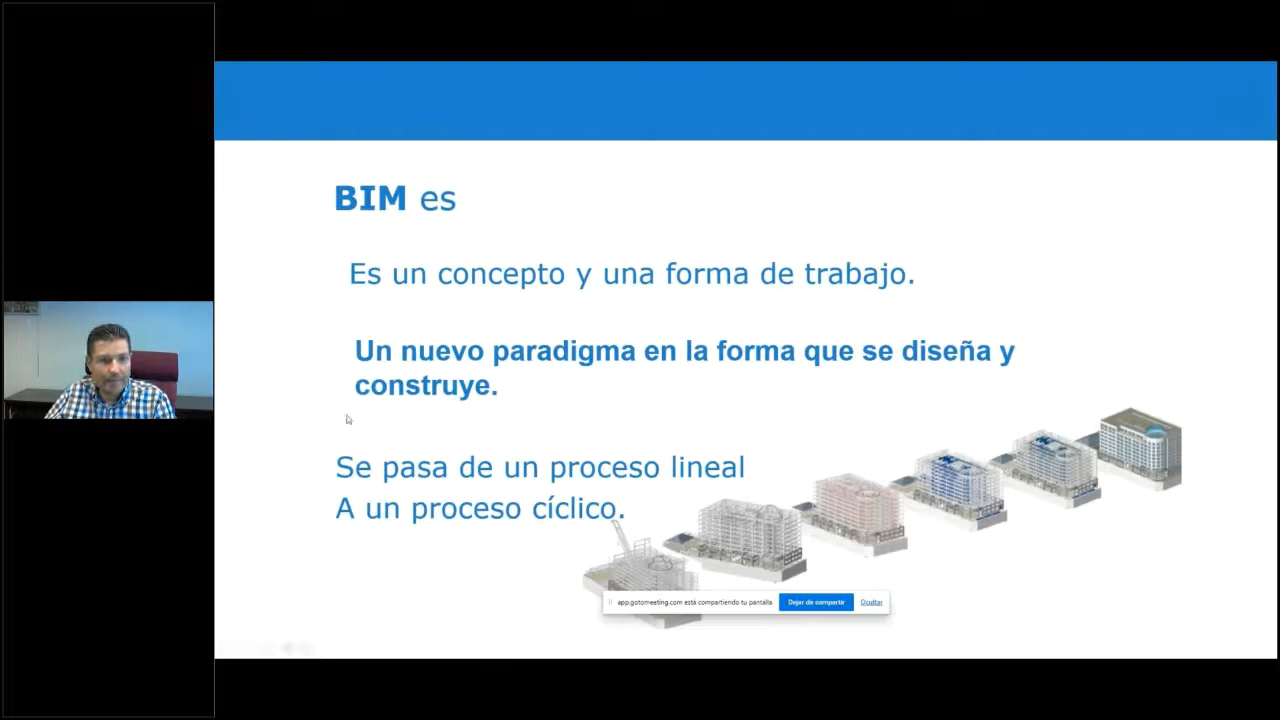 BIM es
Es un concepto y una forma de trabajo.
Un nuevo paradigma en la forma que se diseña y
construye.
Se pasa de un proceso lineal
A un proceso cíclico.
app.gotomeeting.com está compartiendo tu pantalla. Dejar de compartir Ocultar